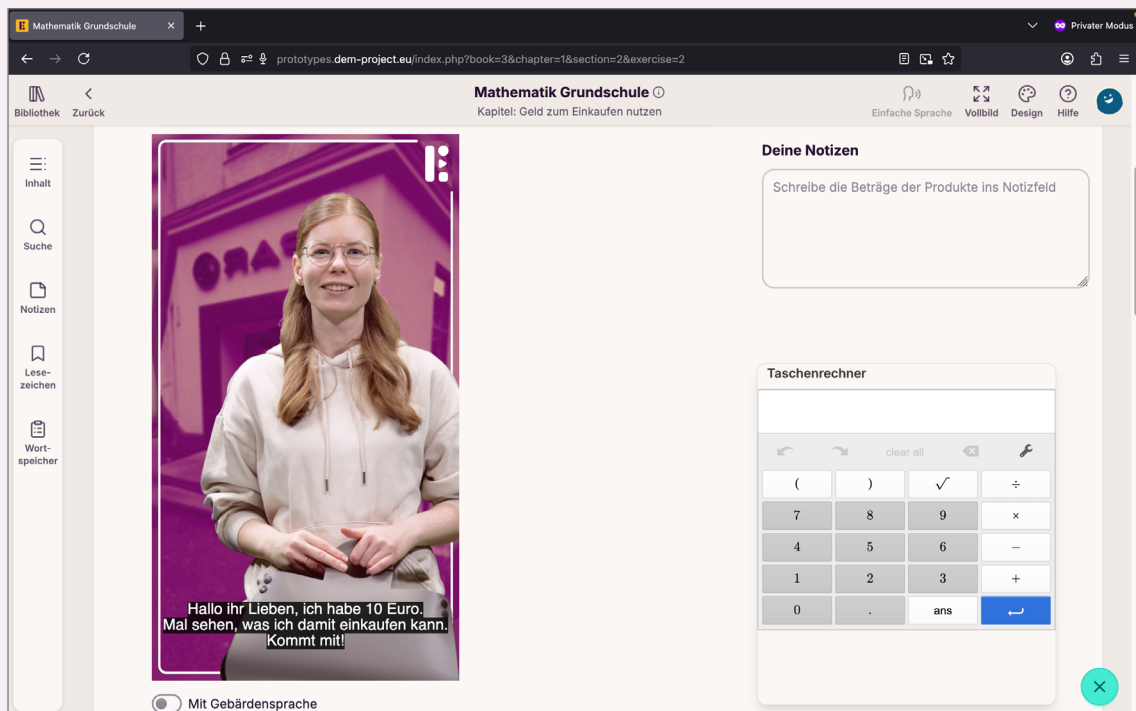 Mathematik Grundschule
Privater Modus
prototypes.dem-project.eu/index.php?book=3&chapter=1&section=2&exercise=2
Bibliothek
Zurück
Mathematik Grundschule
Kapitel: Geld zum Einkaufen nutzen
Einfache Sprache
Vollbild
Design
Hilfe
Inhalt
Suche
Notizen
Lese-
zeichen
Wort-
speicher
ORAS
Hallo ihr Lieben, ich habe 10 Euro.
Mal sehen, was ich damit einkaufen kann.
Kommt mit!
Mit Gebärdensprache
Deine Notizen
Schreibe die Beträge der Produkte ins Notizfeld
Taschenrechner
clear all
( ) √ ÷
7 8 9 ×
4 5 6 −
1 2 3 +
0 . ans